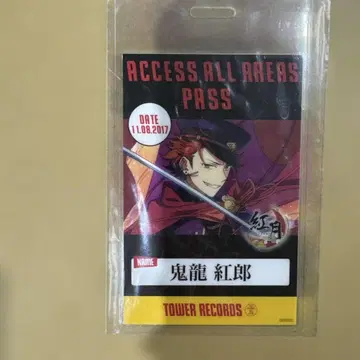 ACCESS ALL AREAS
PASS
DATE
11.08.2017
紅月
NAME
鬼龍 紅郎
TOWER RECORDS